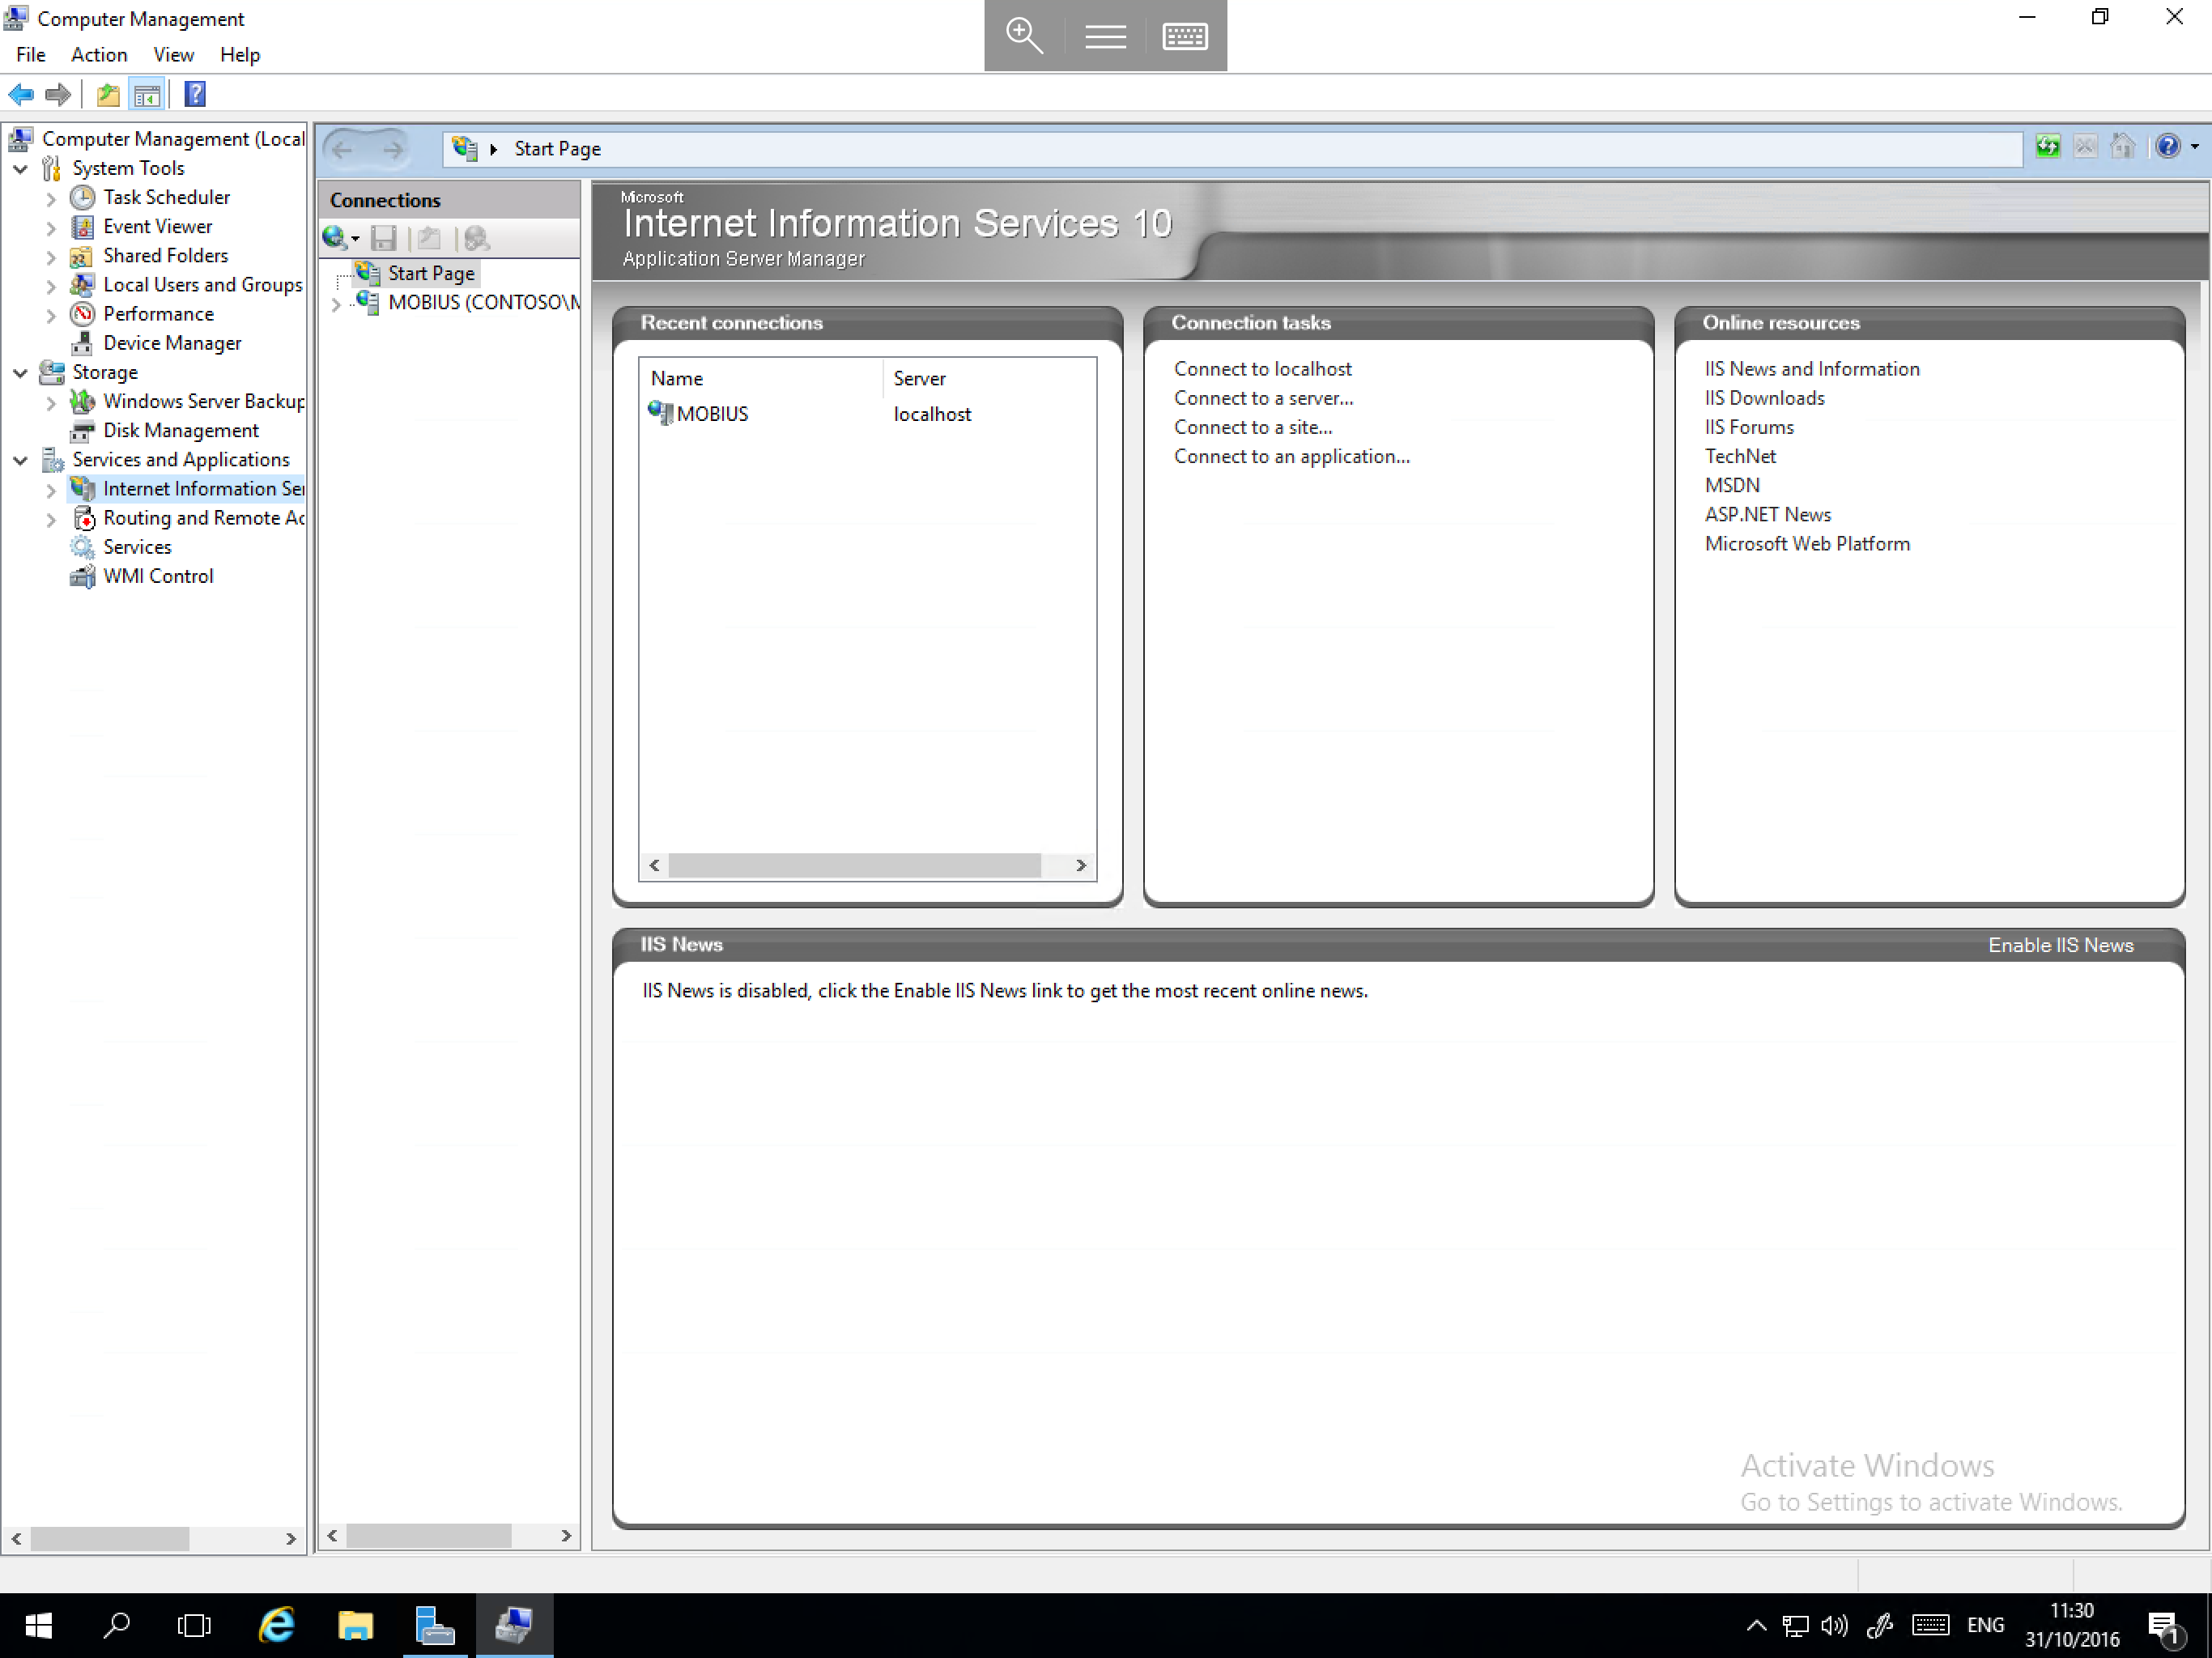 Computer Management
File Action View Help
Computer Management (Local
System Tools
Task Scheduler
Event Viewer
Shared Folders
Local Users and Groups
Performance
Device Manager
Storage
Windows Server Backup
Disk Management
Services and Applications
Internet Information Ser
Routing and Remote Ac
Services
WMI Control
Start Page
Connections
Start Page
MOBIUS (CONTOSO\M
Microsoft
Internet Information Services 10
Application Server Manager
Recent connections
Name Server
MOBIUS localhost
Connection tasks
Connect to localhost
Connect to a server...
Connect to a site...
Connect to an application...
Online resources
IIS News and Information
IIS Downloads
IIS Forums
TechNet
MSDN
ASP.NET News
Microsoft Web Platform
IIS News Enable IIS News
IIS News is disabled, click the Enable IIS News link to get the most recent online news.
Activate Windows
Go to Settings to activate Windows.
ENG
11:30
31/10/2016
1